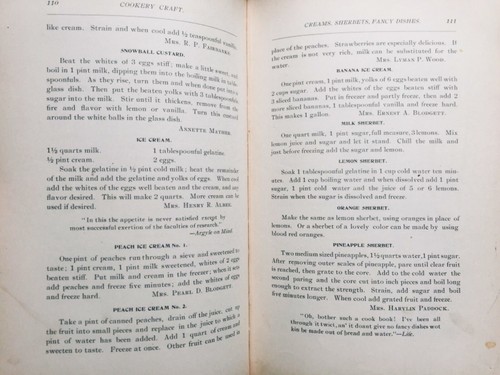 110 COOKERY CRAFT.
like cream. Strain and when cool add ½ teaspoonful vanilla.
MRS. R. P. FAIRBANKS.
SNOWBALL CUSTARD.
Beat the whites of 3 eggs stiff; make a little sweet, and
boil in 1 pint milk, dipping them into the boiling milk in
spoonfuls. As they rise, turn them and when done put into a
glass dish. Then put the beaten yolks with 3 tablespoonfuls
sugar into the milk. Stir until it thickens, remove from the
fire and flavor with lemon or vanilla. Turn this custard
around the white balls in the glass dish.
ANNETTE MATHER.
ICE CREAM.
1½ quarts milk. 1 tablespoonful gelatine.
½ pint cream. 2 eggs.
Soak the gelatine in ½ pint cold milk; heat the remainder
of the milk and add the gelatine and yolks of eggs. When cool
add the whites of the eggs well beaten and the cream, and any
flavor desired. This will make 2 quarts. More cream can be
used if desired. MRS. HENRY R. ALBEE.
"In this the appetite is never satisfied except by
most successful exertion of the faculties of research."
—Argyle on Mind
PEACH ICE CREAM No. 1.
One pint of peaches run through a sieve and sweetened to
taste; 1 pint cream, 1 pint milk sweetened, whites of 2 eggs
beaten stiff. Put milk and cream in the freezer; when it sets
add peaches and freeze five minutes; add the whites of eggs
and freeze hard. MRS. PEARL D. BLODGETT.
PEACH ICE CREAM No. 2.
Take a pint of canned peaches, drain off the juice, cut up
the fruit into small pieces and replace in the juice to which a
pint of water has been added. Add 1 quart of cream and
sweeten to taste. Freeze at once. Other fruit can be used in
CREAMS, SHERBETS, FANCY DISHES. 111
place of the peaches. Strawberries are especially delicious. If
the cream is not very rich, milk can be substituted for the
water. MRS. LYMAN P. WOOD.
BANANA ICE CREAM.
One pint cream, 1 pint milk, yolks of 6 eggs beaten well with
2 cups sugar. Add the whites of the eggs beaten stiff with
3 sliced bananas. Put in freezer and partly freeze, then add 2
more sliced bananas, 1 tablespoonful vanilla and freeze hard.
This makes 1 gallon. MRS. ERNEST A. BLODGETT.
MILK SHERBET.
One quart milk, 1 pint sugar, full measure, 3 lemons. Mix
lemon juice and sugar and let it stand. Chill the milk and
just before freezing add the sugar and lemon.
LEMON SHERBET.
Soak 1 tablespoonful gelatine in 1 cup cold water ten minutes.
Add 1 cup boiling water and when dissolved add 1 pint
sugar, 1 pint cold water and the juice of 5 or 6 lemons.
Strain when the sugar is dissolved and freeze.
ORANGE SHERBET.
Make the same as lemon sherbet, using oranges in place of
lemons. Or a sherbet of a lovely color can be made by using
blood red oranges.
PINEAPPLE SHERBET.
Two medium sized pineapples, 1½ quarts water, 1 pint sugar.
After removing outer scales of pineapple, pare until clear fruit
is reached, then grate to the core. Add to the cold water the
second paring and the core cut into inch pieces and boil long
enough to extract the strength. Strain, add sugar and boil
five minutes longer. When cool add grated fruit and freeze.
MRS. HARYLIN PADDOCK.
"Oh, bother such a cook book! I've been all
through it twa', an' it doan't give no fancy dishes wot
kin be made out of bread and water."—Life.